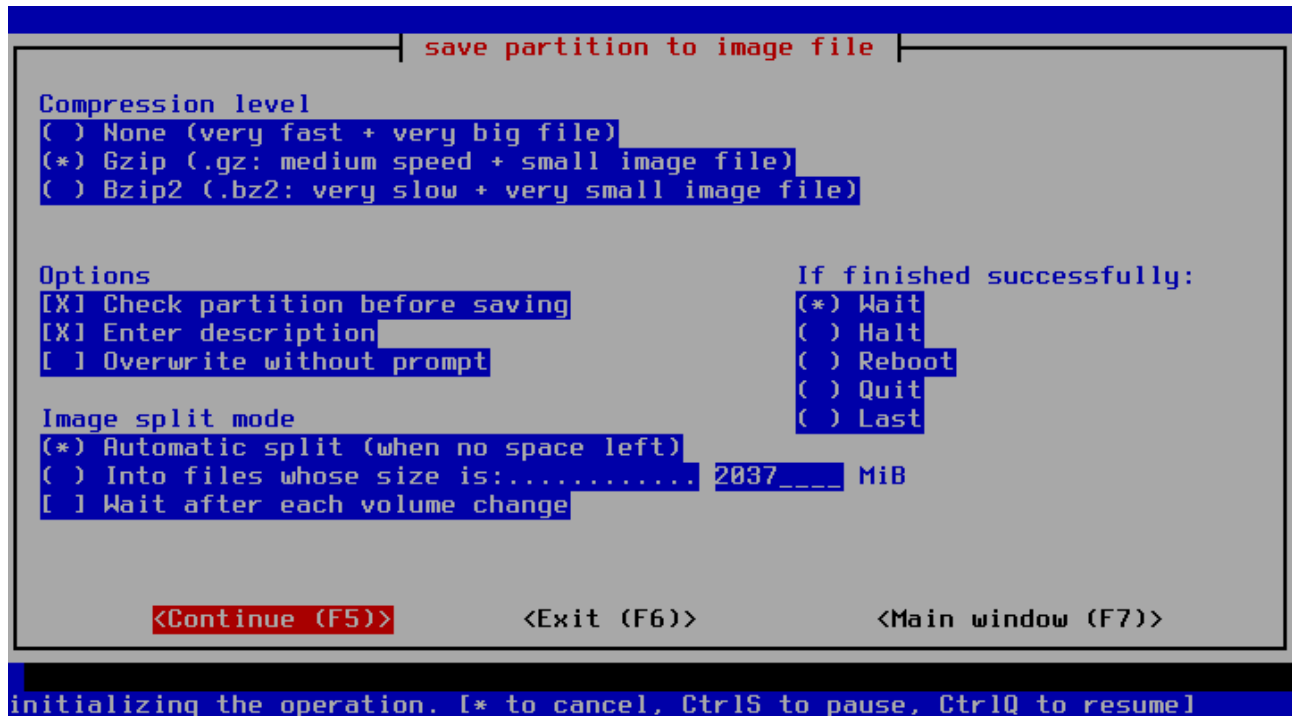 save partition to image file
Compression level
( ) None (very fast + very big file)
(*) Gzip (.gz: medium speed + small image file)
( ) Bzip2 (.bz2: very slow + very small image file)
Options
[X] Check partition before saving
[X] Enter description
[ ] Overwrite without prompt
If finished successfully:
(*) Wait
( ) Halt
( ) Reboot
( ) Quit
( ) Last
Image split mode
(*) Automatic split (when no space left)
( ) Into files whose size is:............ 2037____ MiB
[ ] Wait after each volume change
<Continue (F5)> <Exit (F6)> <Main window (F7)>
initializing the operation. [* to cancel, CtrlS to pause, CtrlQ to resume]